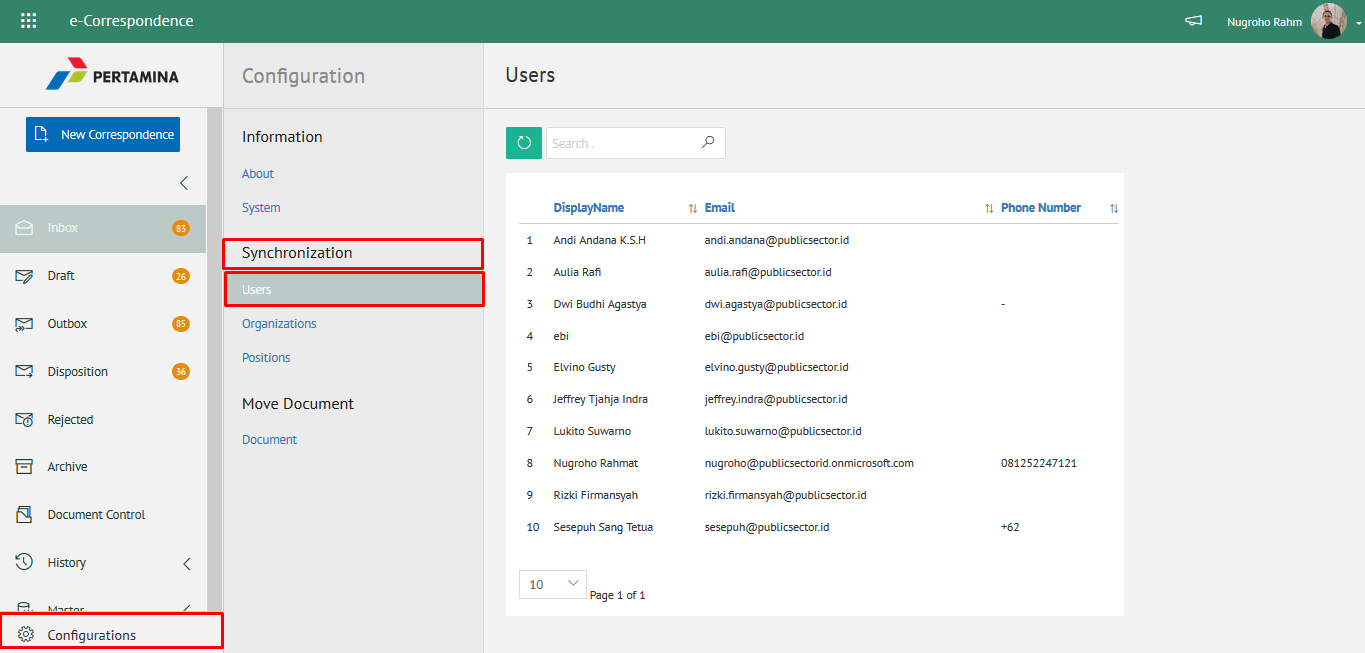 e-Correspondence
Nugroho Rahm
PERTAMINA
New Correspondence
Inbox 83
Draft 26
Outbox 85
Disposition 36
Rejected
Archive
Document Control
History
Master
Configurations
Configuration
Information
About
System
Synchronization
Users
Organizations
Positions
Move Document
Document
Users
Search..
DisplayName Email Phone Number
1 Andi Andana K.S.H andi.andana@publicsector.id
2 Aulia Rafi aulia.rafi@publicsector.id
3 Dwi Budhi Agastya dwi.agastya@publicsector.id -
4 ebi ebi@publicsector.id
5 Elvino Gusty elvino.gusty@publicsector.id
6 Jeffrey Tjahja Indra jeffrey.indra@publicsector.id
7 Lukito Suwarno lukito.suwarno@publicsector.id
8 Nugroho Rahmat nugroho@publicsectorid.onmicrosoft.com 081252247121
9 Rizki Firmansyah rizki.firmansyah@publicsector.id
10 Sesepuh Sang Tetua sesepuh@publicsector.id +62
10 Page 1 of 1